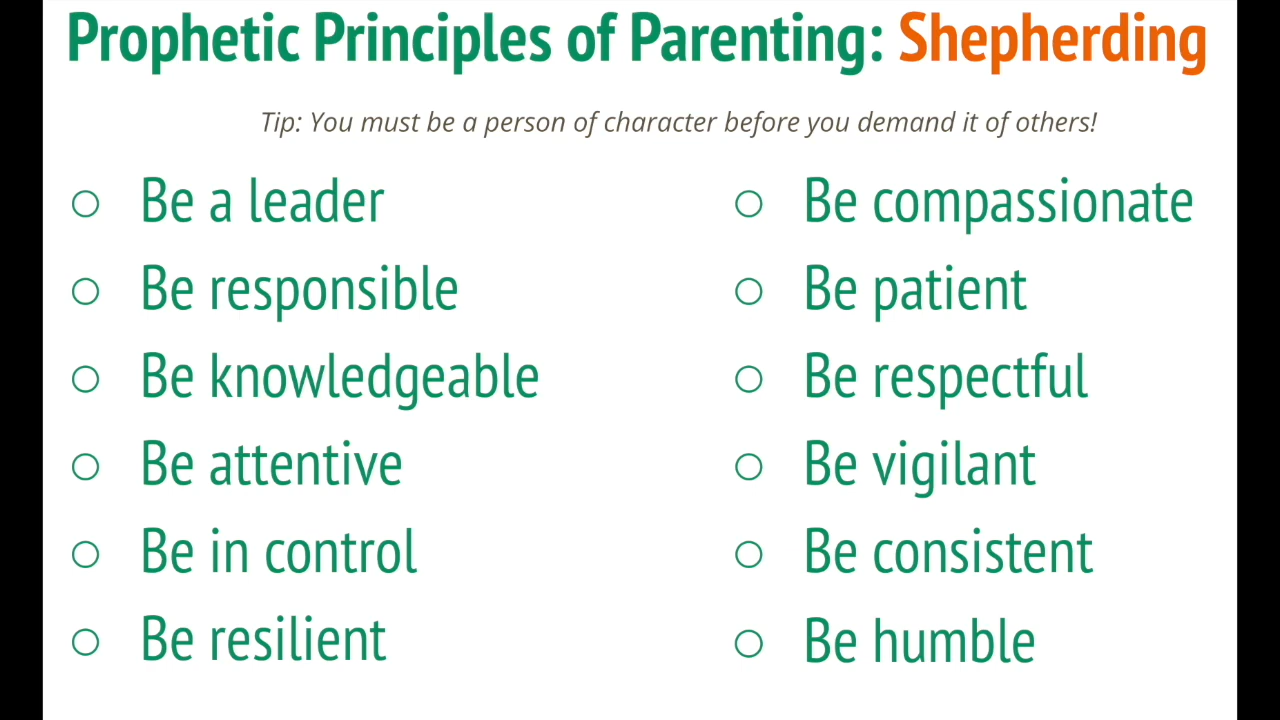 Prophetic Principles of Parenting: Shepherding
Tip: You must be a person of character before you demand it of others!
Be a leader
Be responsible
Be knowledgeable
Be attentive
Be in control
Be resilient
Be compassionate
Be patient
Be respectful
Be vigilant
Be consistent
Be humble